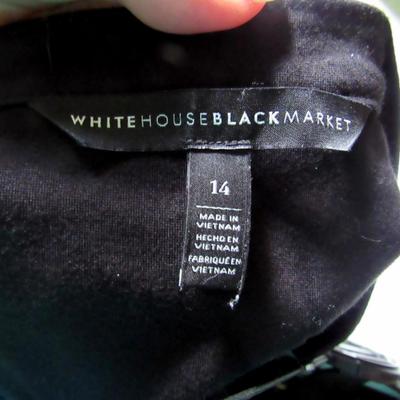 WHITEHOUSEBLACKMARKET
14
MADE IN
VIETNAM
HECHO EN
VIETNAM
FABRIQUÉ EN
VIETNAM